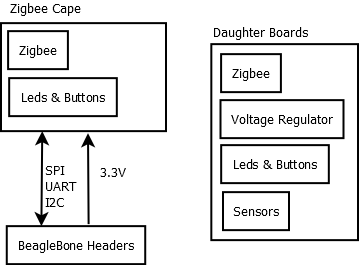 Zigbee Cape
Zigbee
Leds & Buttons
SPI
UART
I2C
3.3V
BeagleBone Headers
Daughter Boards
Zigbee
Voltage Regulator
Leds & Buttons
Sensors